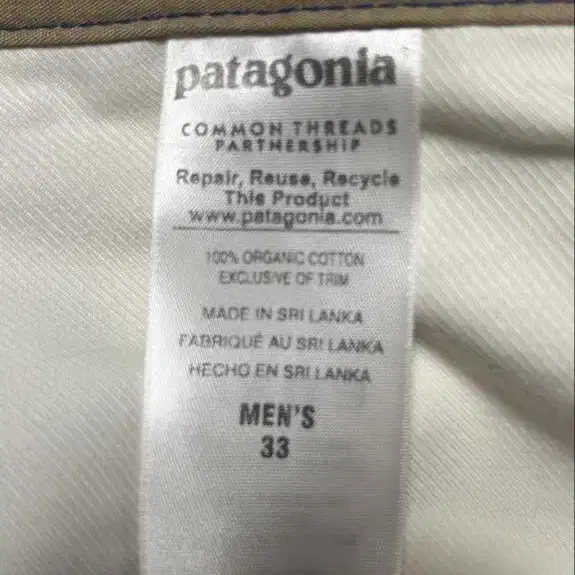 patagonia
COMMON THREADS
PARTNERSHIP
Repair, Reuse, Recycle
This Product
www.patagonia.com
100% ORGANIC COTTON
EXCLUSIVE OF TRIM
MADE IN SRI LANKA
FABRIQUÉ AU SRI LANKA
HECHO EN SRI LANKA
MEN'S
33